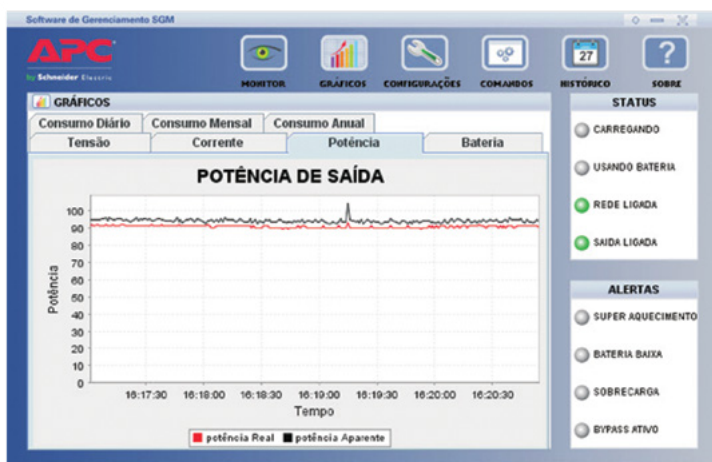 Software de Gerenciamento SGM
APC
by Schneider Electric
MONITOR
GRÁFICOS
CONFIGURAÇÕES
COMANDOS
27
HISTÓRICO
?
SOBRE
GRÁFICOS
Consumo Diário
Consumo Mensal
Consumo Anual
Tensão
Corrente
Potência
Bateria
POTÊNCIA DE SAÍDA
Potência
100
90
80
70
60
50
40
30
20
10
0
16:17:30
16:18:00
16:18:30
16:19:00
16:19:30
16:20:00
16:20:30
Tempo
potência Real
potência Aparente
STATUS
CARREGANDO
USANDO BATERIA
REDE LIGADA
SAIDA LIGADA
ALERTAS
SUPER AQUECIMENTO
BATERIA BAIXA
SOBRECARGA
BYPASS ATIVO